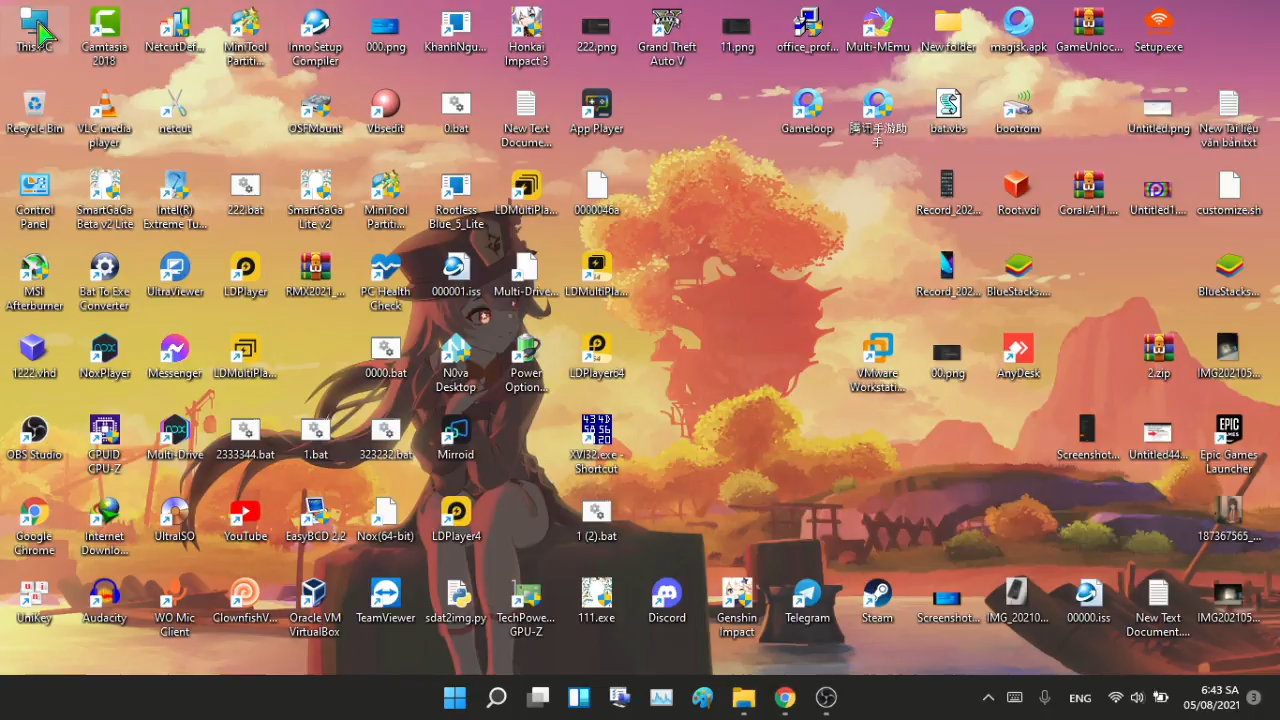 This PC
Camtasia
2018
NetcutDef...
MiniTool
Partiti...
Inno Setup
Compiler
000.png
KhanhNgu...
Honkai
Impact 3
222.png
Grand Theft
Auto V
11.png
office_prof...
Multi-MEmu
New folder
magisk.apk
GameUnloc...
Setup.exe
Recycle Bin
VLC media
player
netcut
OSFMount
Vbsedit
0.bat
New Text
Docume...
App Player
Gameloop
腾讯手游助
手
bat.vbs
bootrom
Untitled.png
New Tài liệu
văn bản.txt
Control
Panel
SmartGaGa
Beta v2 Lite
Intel(R)
Extreme Tu...
222.bat
SmartGaGa
Lite v2
MiniTool
Partiti...
Rootless
Blue_5_Lite
LDMultiPla...
0000046a
Record_202...
Root.vdi
Coral.A11...
Untitled1....
customize.sh
MSI
Afterburner
Bat To Exe
Converter
UltraViewer
LDPlayer
RMX2021_...
PC Health
Check
000001.iss
Multi-Drive...
LDMultiPla...
Record_202...
BlueStacks....
BlueStacks...
1222.vhd
NoxPlayer
Messenger
LDMultiPla...
0000.bat
N0va
Desktop
Power
Option...
LDPlayer64
VMware
Workstati...
00.png
AnyDesk
2.zip
IMG202105...
OBS Studio
CPUID
CPU-Z
Multi-Drive
2333344.bat
1.bat
323232.bat
Mirroid
XVI32.exe -
Shortcut
Screenshot...
Untitled44...
EPIC
GAMES
Epic Games
Launcher
Google
Chrome
Internet
Downlo...
UltraISO
YouTube
EasyBCD 2.2
Nox(64-bit)
LDPlayer4
1 (2).bat
187367565_...
UniKey
Audacity
WO Mic
Client
ClownfishV...
Oracle VM
VirtualBox
TeamViewer
sdat2img.py
TechPowe...
GPU-Z
111.exe
Discord
Genshin
Impact
Telegram
Steam
Screenshot...
IMG_20210...
00000.iss
New Text
Document....
IMG202105...
ENG
6:43 SA
05/08/2021
3